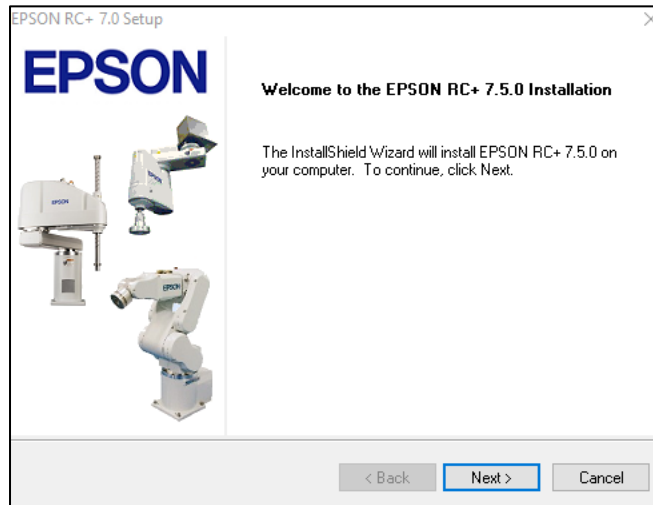 EPSON RC+ 7.0 Setup
EPSON
Welcome to the EPSON RC+ 7.5.0 Installation
The InstallShield Wizard will install EPSON RC+ 7.5.0 on
your computer. To continue, click Next.
EPSON
EPSON
< Back
Next >
Cancel